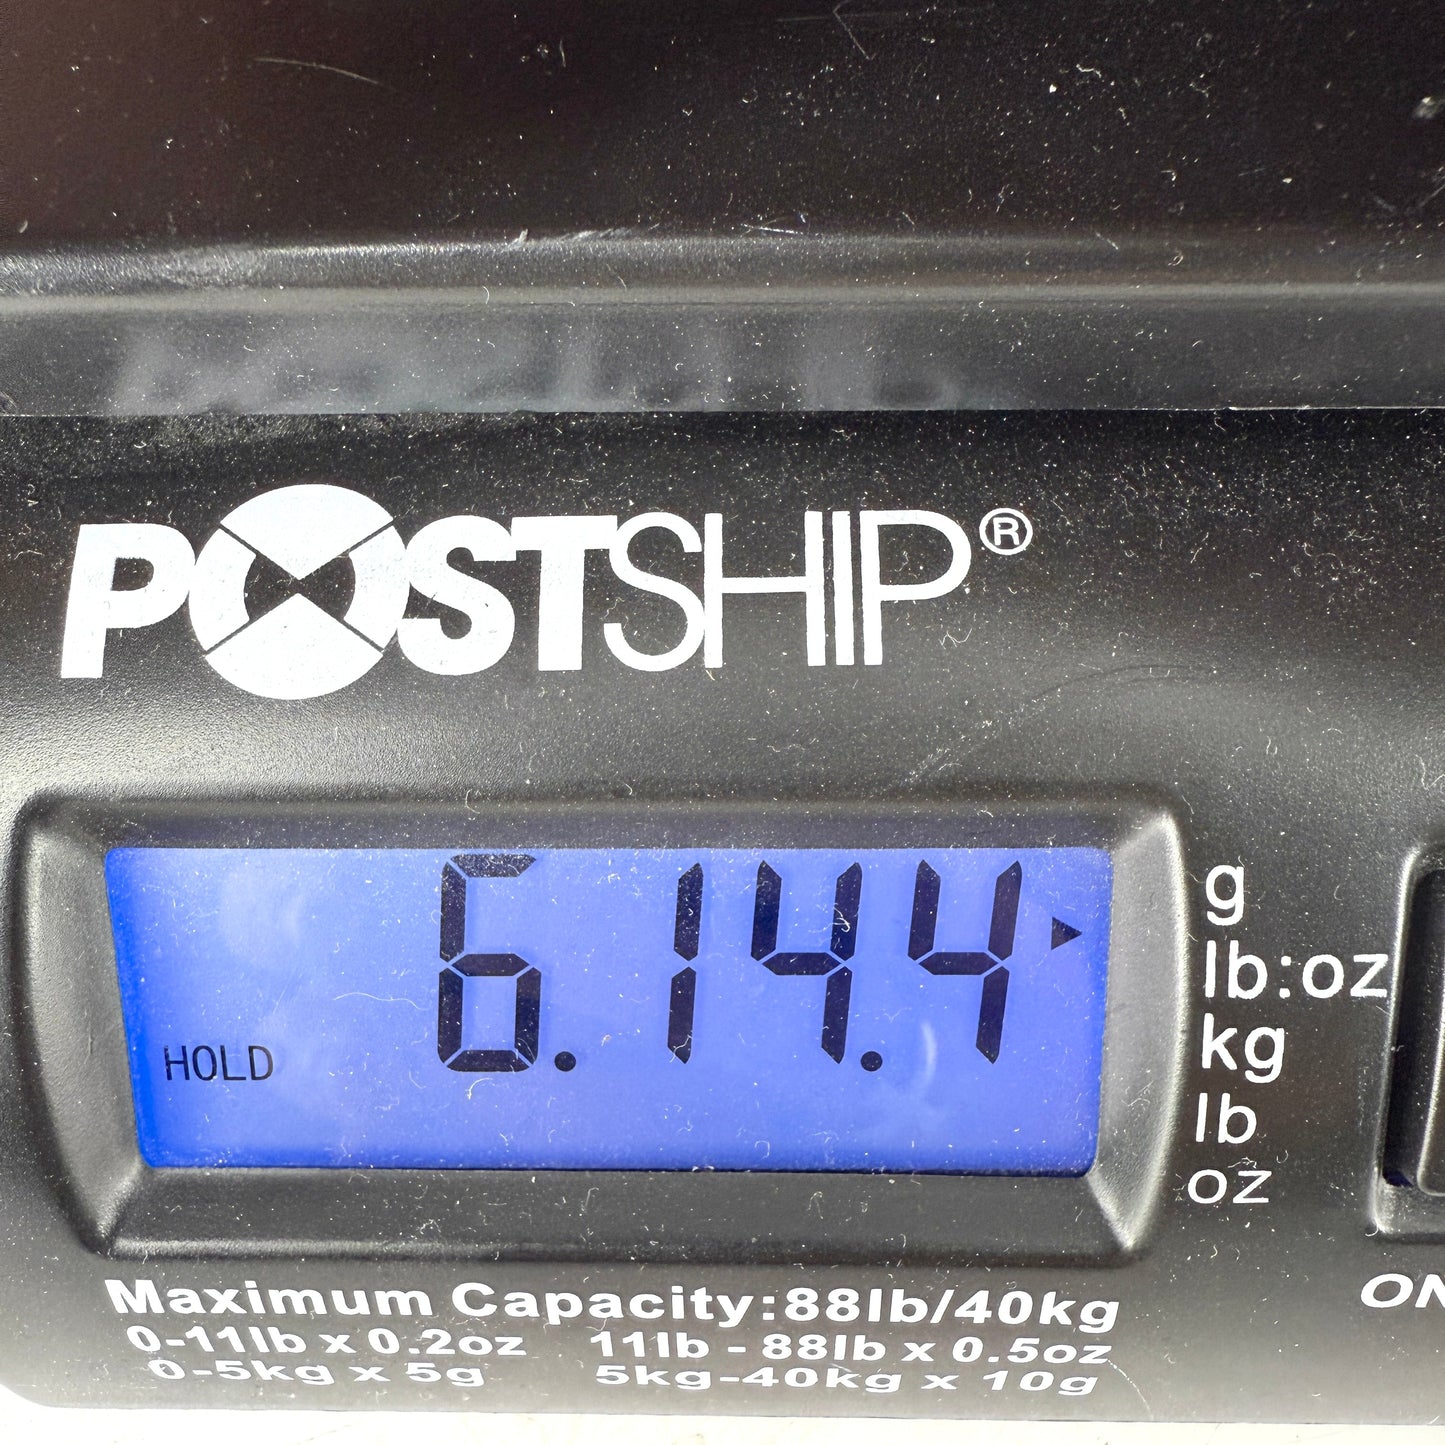 POSTSHIP®
6.14.4
g
lb:oz
HOLD
kg
lb
oz
ON
Maximum Capacity:88lb/40kg
0-11lb x 0.2oz 11lb - 88lb x 0.5oz
0-5kg x 5g 5kg-40kg x 10g